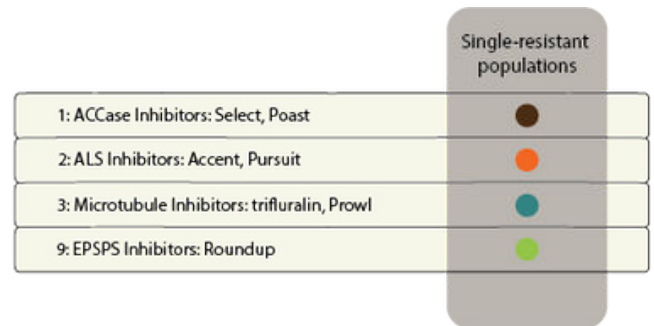 Single-resistant
populations
1: ACCase Inhibitors: Select, Poast
2: ALS Inhibitors: Accent, Pursuit
3: Microtubule Inhibitors: trifluralin, Prowl
9: EPSPS Inhibitors: Roundup